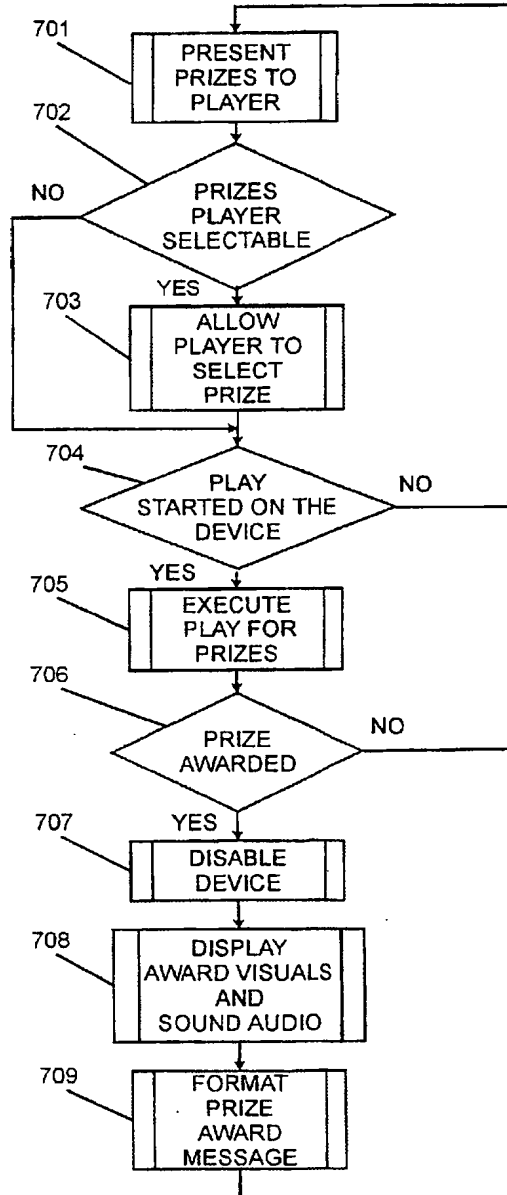 701
PRESENT
PRIZES TO
PLAYER
702
NO
PRIZES
PLAYER
SELECTABLE
YES
703
ALLOW
PLAYER TO
SELECT
PRIZE
704
PLAY
STARTED ON THE
DEVICE
NO
YES
705
EXECUTE
PLAY FOR
PRIZES
706
PRIZE
AWARDED
NO
YES
707
DISABLE
DEVICE
708
DISPLAY
AWARD VISUALS
AND
SOUND AUDIO
709
FORMAT
PRIZE
AWARD
MESSAGE